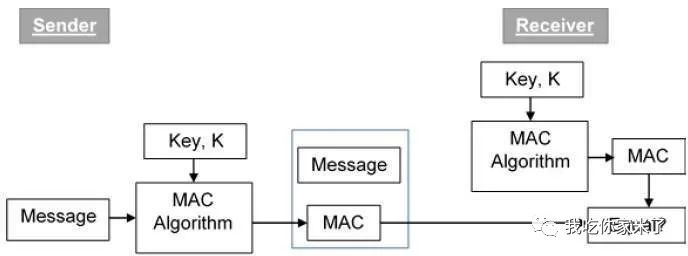 Sender
Receiver
Key, K
MAC
Algorithm
MAC
Key, K
Message
Message
MAC
Algorithm
MAC
我吃你家米了